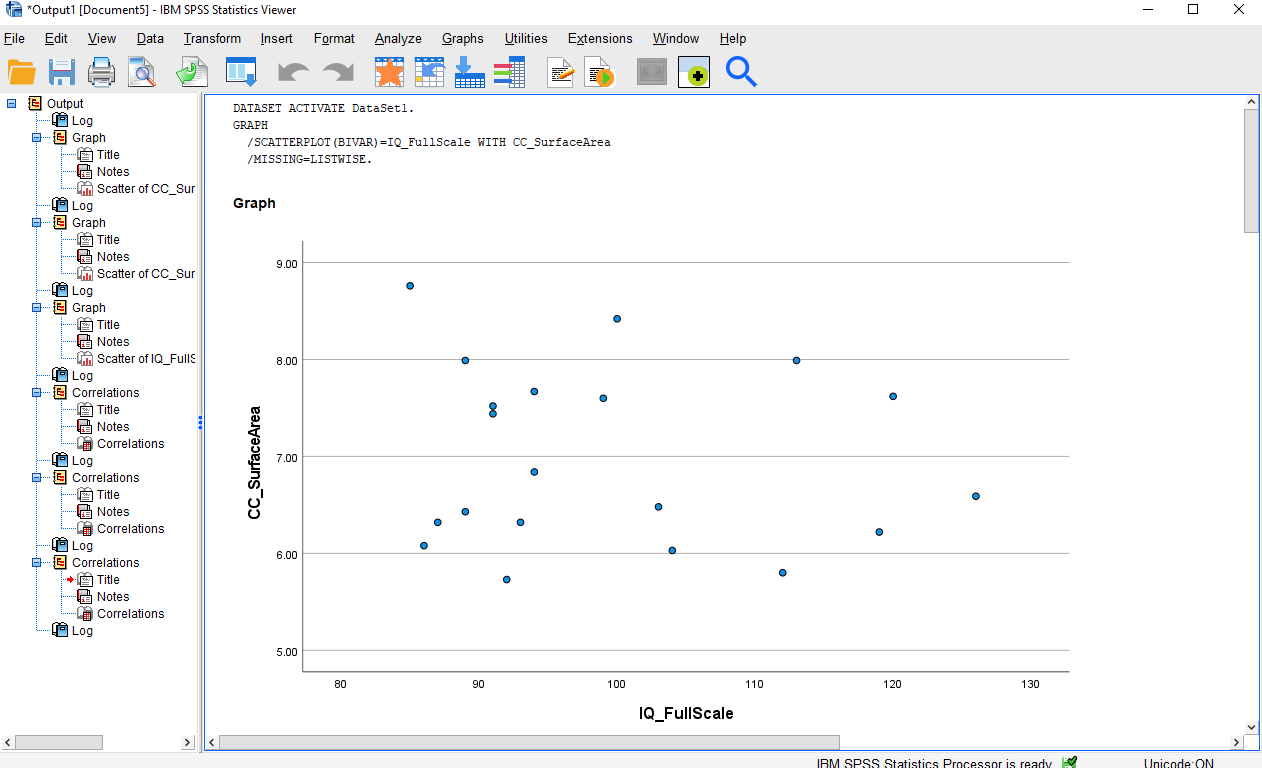 *Output1 [Document5] - IBM SPSS Statistics Viewer
File Edit View Data Transform Insert Format Analyze Graphs Utilities Extensions Window Help
Output
Log
Graph
Title
Notes
Scatter of CC_Sur
Log
Graph
Title
Notes
Scatter of CC_Sur
Log
Graph
Title
Notes
Scatter of IQ_FullS
Log
Correlations
Title
Notes
Correlations
Log
Correlations
Title
Notes
Correlations
Log
Correlations
Title
Notes
Correlations
Log
DATASET ACTIVATE DataSet1.
GRAPH
/SCATTERPLOT(BIVAR)=IQ_FullScale WITH CC_SurfaceArea
/MISSING=LISTWISE.
Graph
9.00
8.00
7.00
6.00
5.00
CC_SurfaceArea
80 90 100 110 120 130
IQ_FullScale
IBM SPSS Statistics Processor is ready Unicode:ON